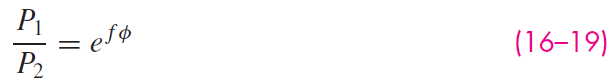 P₁/P₂ = e^{fϕ} (16–19)